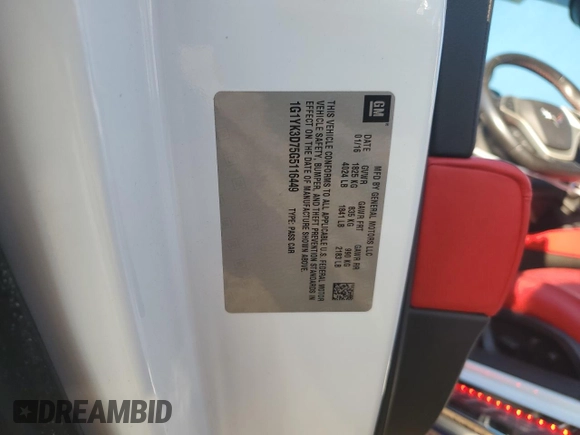 GM
MFD BY GENERAL MOTORS LLC
DATE GVWR GAWR FRT GAWR RR
01/16 1825 KG 835 KG 990 KG
4024 LB 1841 LB 2183 LB
THIS VEHICLE CONFORMS TO ALL APPLICABLE U.S. FEDERAL MOTOR
VEHICLE SAFETY, BUMPER, AND THEFT PREVENTION STANDARDS IN
EFFECT ON THE DATE OF MANUFACTURE SHOWN ABOVE.
1G1YK3D75G5116449 TYPE: PASS CAR
DREAMBID